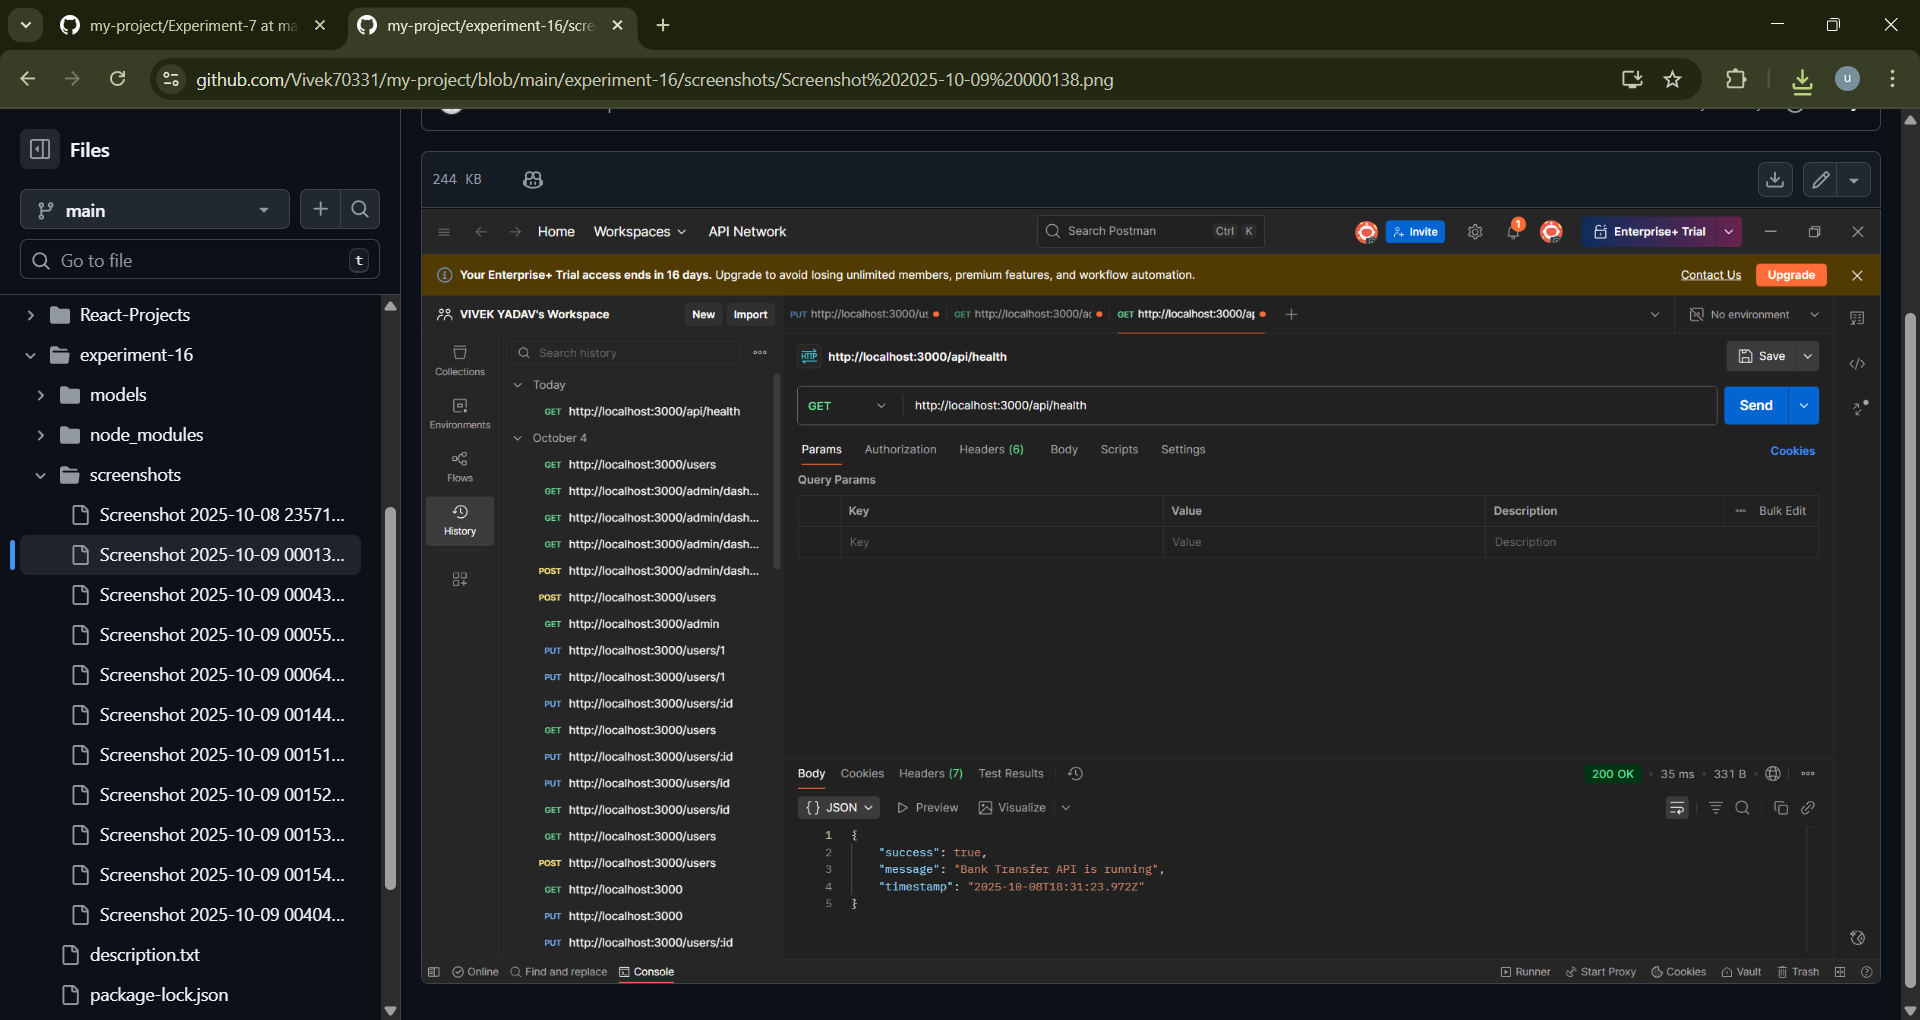 my-project/Experiment-7 at ma
my-project/experiment-16/scre
github.com/Vivek70331/my-project/blob/main/experiment-16/screenshots/Screenshot%202025-10-09%20000138.png
u
Files
main
Go to file
t
React-Projects
experiment-16
models
node_modules
screenshots
Screenshot 2025-10-08 23571...
Screenshot 2025-10-09 00013...
Screenshot 2025-10-09 00043...
Screenshot 2025-10-09 00055...
Screenshot 2025-10-09 00064...
Screenshot 2025-10-09 00144...
Screenshot 2025-10-09 00151...
Screenshot 2025-10-09 00152...
Screenshot 2025-10-09 00153...
Screenshot 2025-10-09 00154...
Screenshot 2025-10-09 00404...
description.txt
package-lock.json
244 KB
Home Workspaces API Network
Search Postman Ctrl K
Invite
1
Enterprise+ Trial
Your Enterprise+ Trial access ends in 16 days. Upgrade to avoid losing unlimited members, premium features, and workflow automation.
Contact Us Upgrade
VIVEK YADAV's Workspace New Import
PUT http://localhost:3000/us
GET http://localhost:3000/ac
GET http://localhost:3000/ap
No environment
Collections
Environments
Flows
History
Search history
Today
GET http://localhost:3000/api/health
October 4
GET http://localhost:3000/users
GET http://localhost:3000/admin/dash...
GET http://localhost:3000/admin/dash...
GET http://localhost:3000/admin/dash...
POST http://localhost:3000/admin/dash...
POST http://localhost:3000/users
GET http://localhost:3000/admin
PUT http://localhost:3000/users/1
PUT http://localhost:3000/users/1
PUT http://localhost:3000/users/:id
GET http://localhost:3000/users
PUT http://localhost:3000/users/:id
PUT http://localhost:3000/users/id
GET http://localhost:3000/users/id
GET http://localhost:3000/users
POST http://localhost:3000/users
GET http://localhost:3000
PUT http://localhost:3000
PUT http://localhost:3000/users/:id
HTTP http://localhost:3000/api/health
Save
GET http://localhost:3000/api/health
Send
Params Authorization Headers (6) Body Scripts Settings
Cookies
Query Params
Key Value Description Bulk Edit
Key Value Description
Body Cookies Headers (7) Test Results
200 OK 35 ms 331 B
{} JSON Preview Visualize
1 {
2 "success": true,
3 "message": "Bank Transfer API is running",
4 "timestamp": "2025-10-08T18:31:23.972Z"
5 }
Online Find and replace Console
Runner Start Proxy Cookies Vault Trash